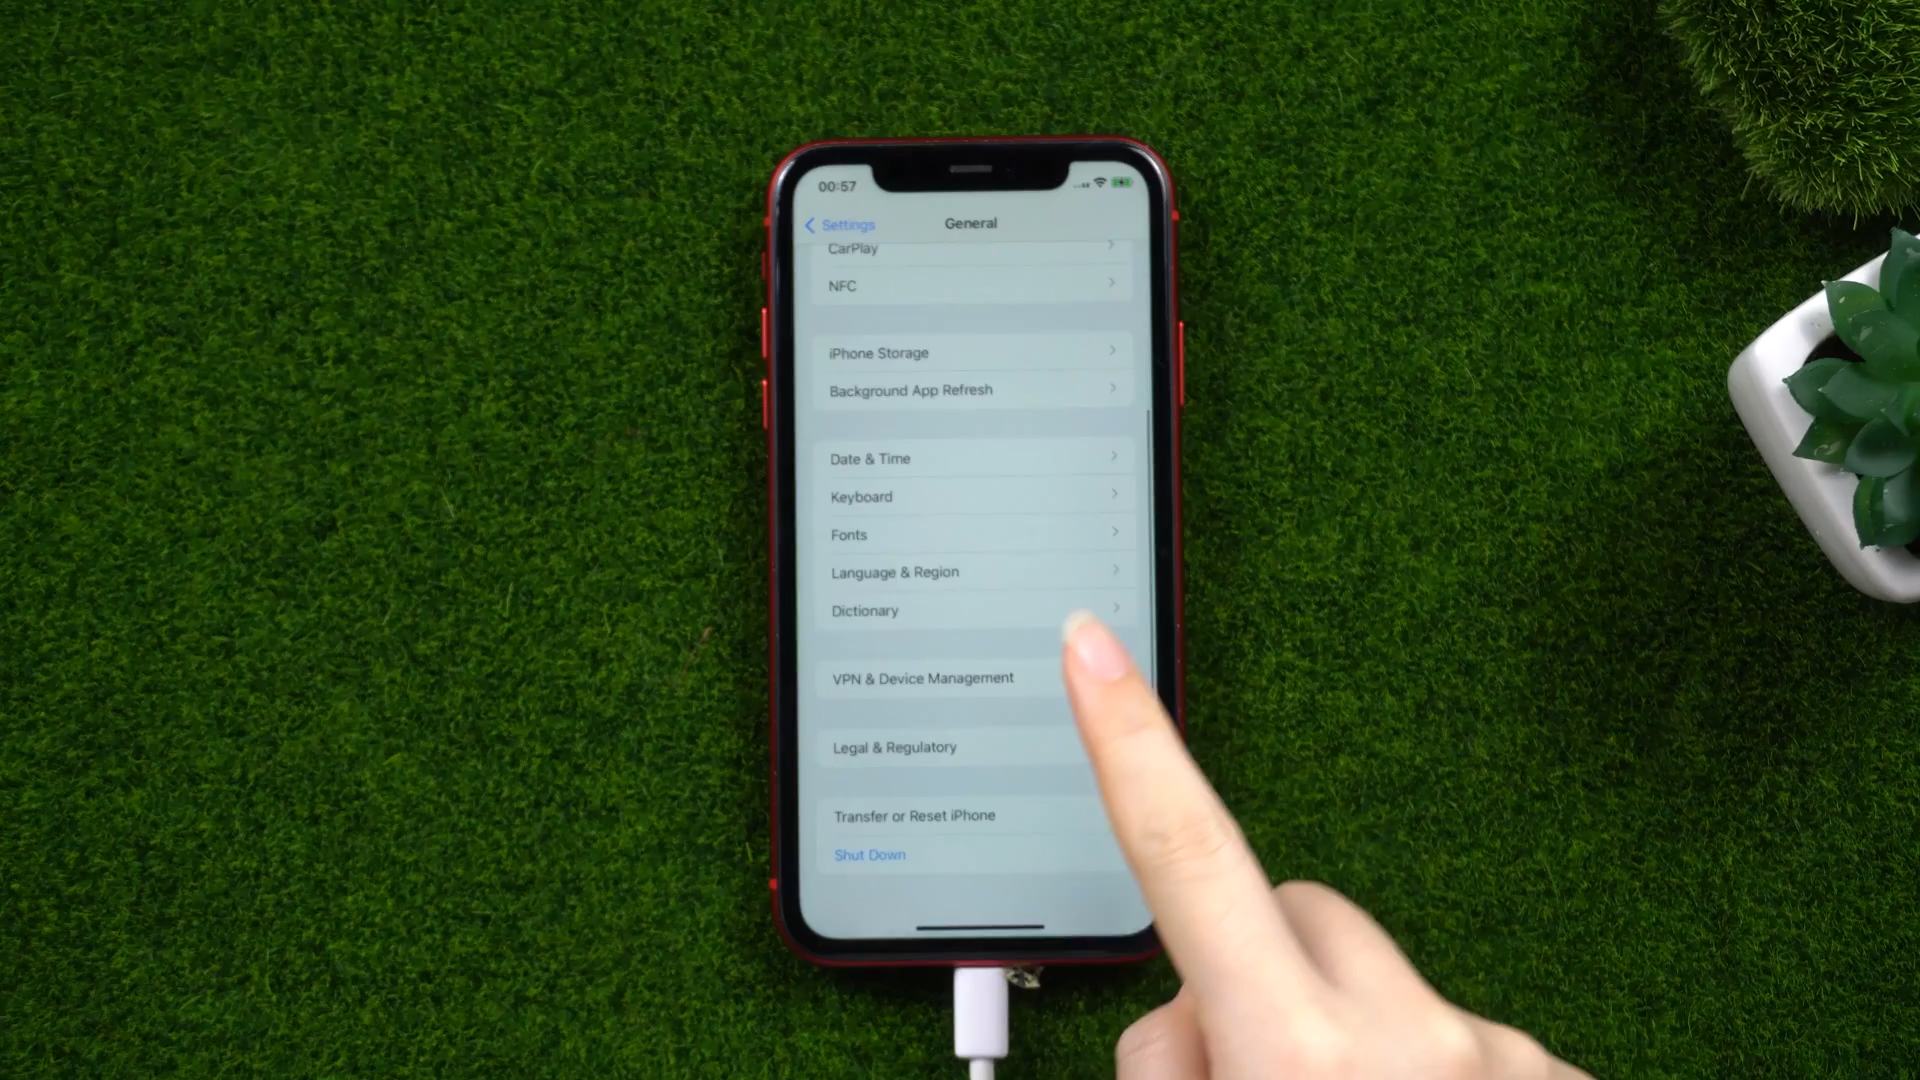 00:57
Settings
General
CarPlay
NFC
iPhone Storage
Background App Refresh
Date & Time
Keyboard
Fonts
Language & Region
Dictionary
VPN & Device Management
Legal & Regulatory
Transfer or Reset iPhone
Shut Down